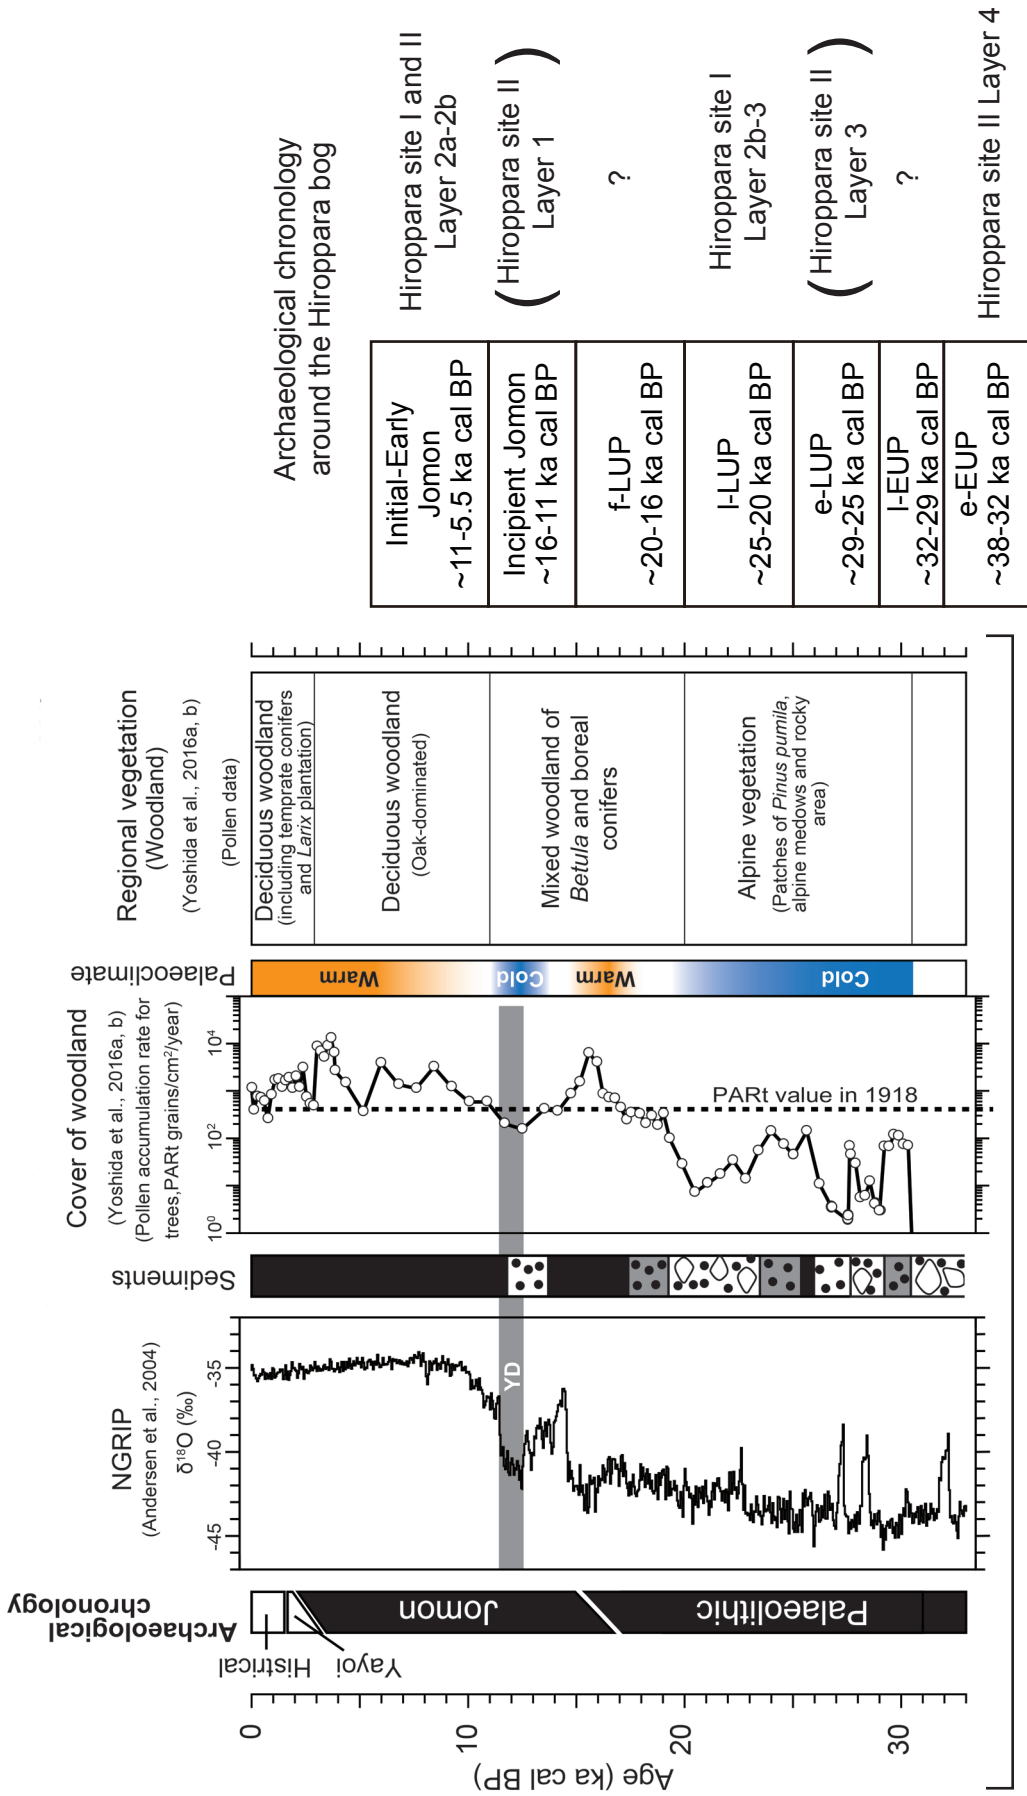 Archaeological
chronology
Histrical
Yayoi
Jomon
Palaeolithic
Age (ka cal BP)
0
10
20
30
NGRIP
(Andersen et al., 2004)
δ¹⁸O (‰)
-45
-40
-35
YD
Sediments
Cover of woodland
(Yoshida et al., 2016a, b)
(Pollen accumulation rate for
trees,PARt grains/cm²/year)
10⁰
10²
10⁴
PARt value in 1918
Palaeoclimate
Warm
Cold
Warm
Cold
Regional vegetation
(Woodland)
(Yoshida et al., 2016a, b)
(Pollen data)
Deciduous woodland
(including temprate conifers
and Larix plantation)
Deciduous woodland
(Oak-dominated)
Mixed woodland of
Betula and boreal
conifers
Alpine vegetation
(Patches of Pinus pumila,
alpine medows and rocky
area)
Archaeological chronology
around the Hiroppara bog
Initial-Early
Jomon
~11-5.5 ka cal BP
Hiroppara site I and II
Layer 2a-2b
Incipient Jomon
~16-11 ka cal BP
(Hiroppara site II
Layer 1)
f-LUP
~20-16 ka cal BP
?
l-LUP
~25-20 ka cal BP
Hiroppara site I
Layer 2b-3
e-LUP
~29-25 ka cal BP
(Hiroppara site II
Layer 3)
l-EUP
~32-29 ka cal BP
?
e-EUP
~38-32 ka cal BP
Hiroppara site II Layer 4